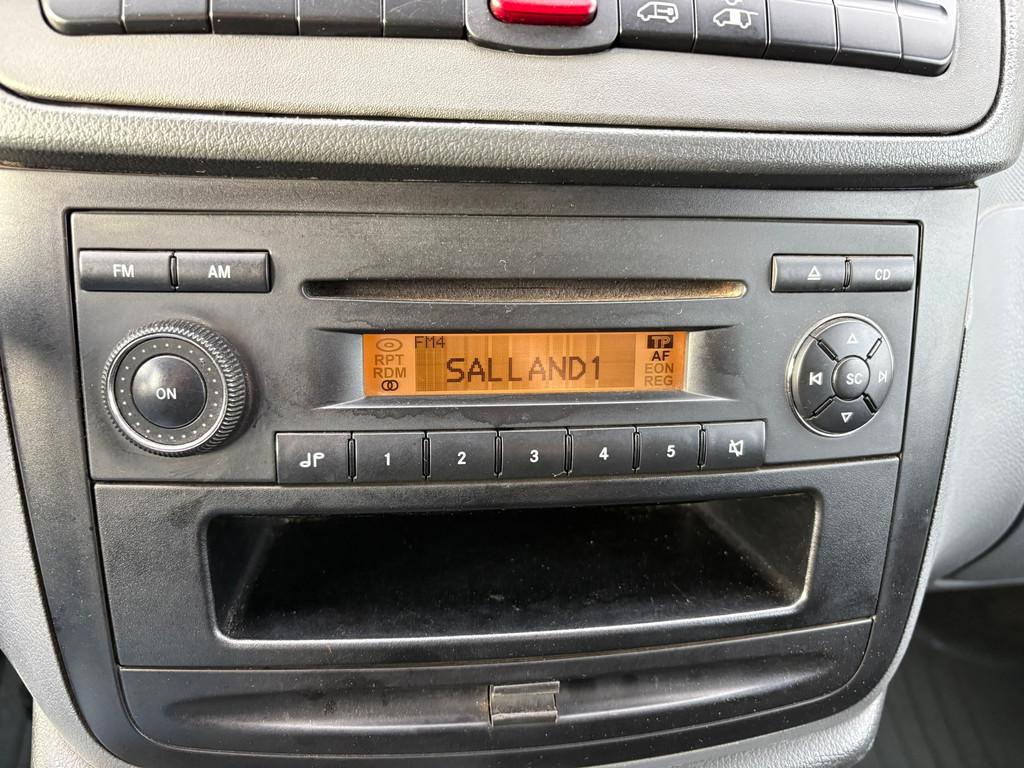 FM AM CD
FM4 TP
RPT AF
SALLAND1
RDM EON
REG
ON SC
1 2 3 4 5